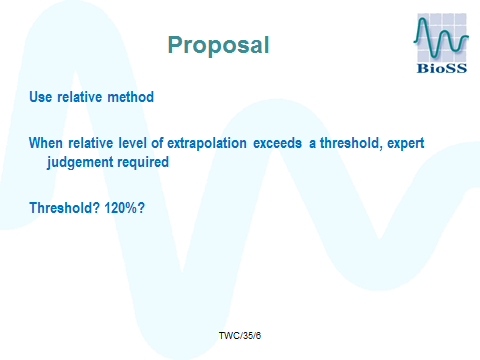 Proposal
BioSS
Use relative method
When relative level of extrapolation exceeds a threshold, expert
judgement required
Threshold? 120%?
TWC/35/6